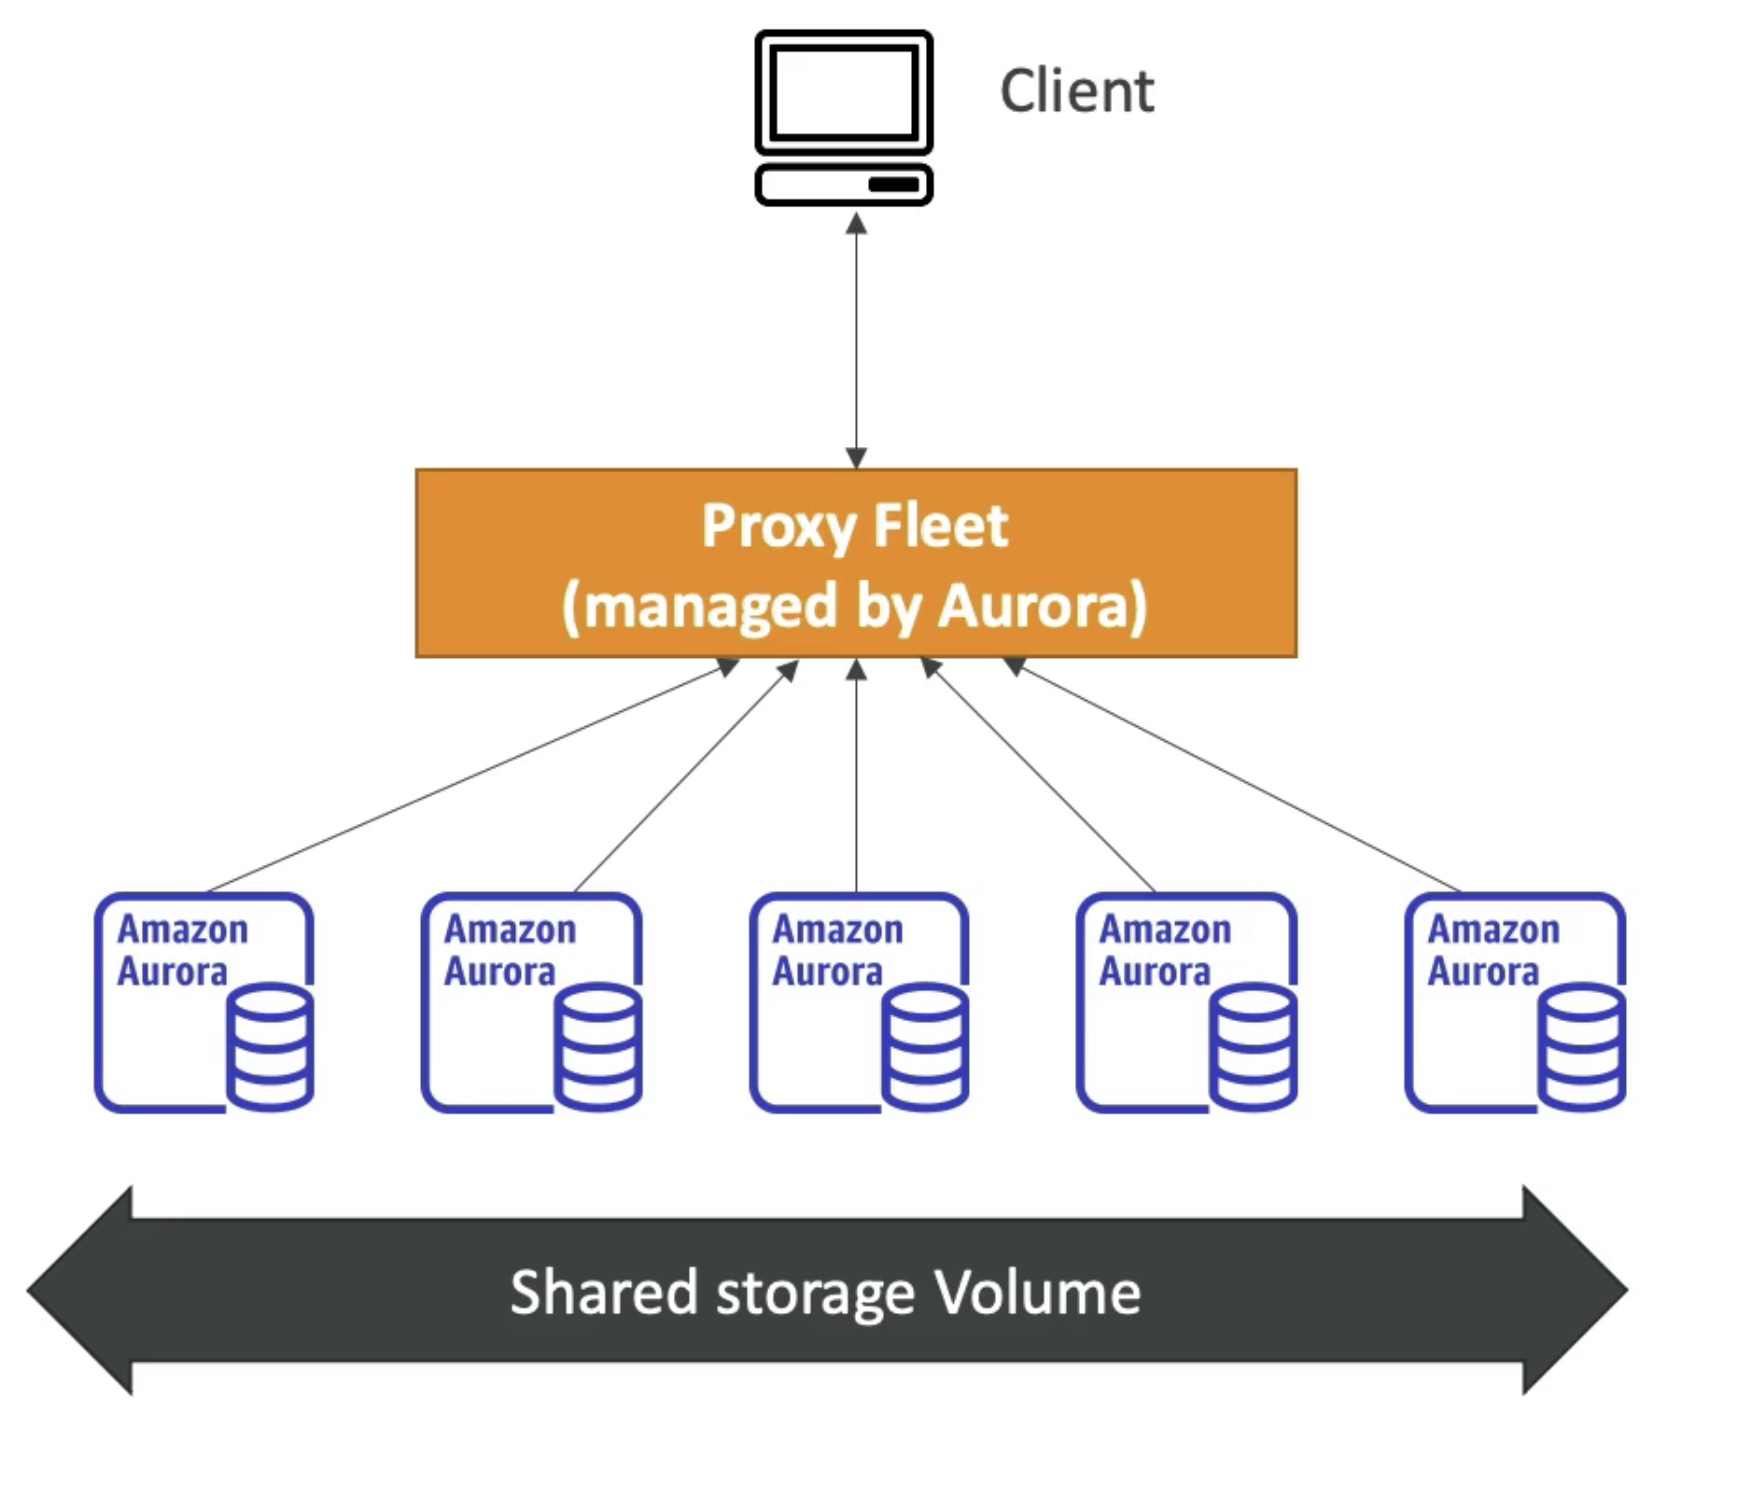 Client
Proxy Fleet
(managed by Aurora)
Amazon
Aurora
Amazon
Aurora
Amazon
Aurora
Amazon
Aurora
Amazon
Aurora
Shared storage Volume